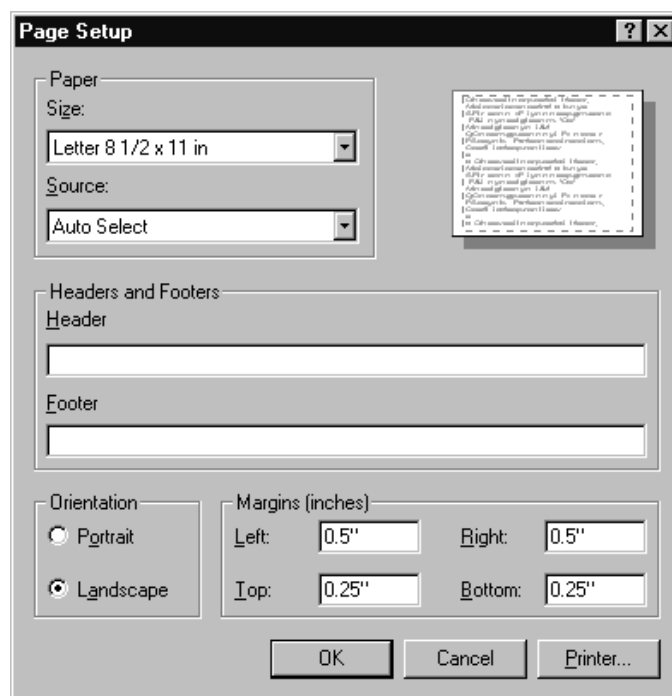 Page Setup
Paper
Size:
Letter 8 1/2 x 11 in
Source:
Auto Select
Headers and Footers
Header
Footer
Orientation
Portrait
Landscape
Margins (inches)
Left: 0.5" Right: 0.5"
Top: 0.25" Bottom: 0.25"
OK Cancel Printer...